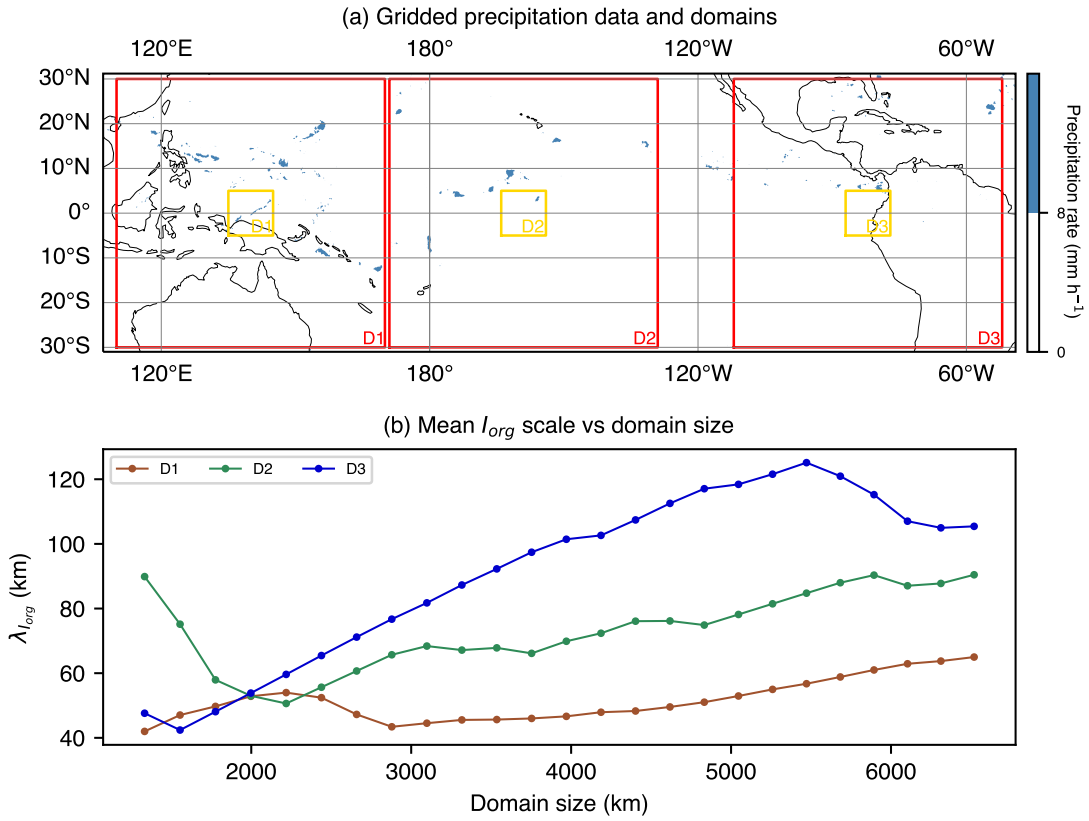 (a) Gridded precipitation data and domains
120°E 180° 120°W 60°W
30°N
20°N
10°N
0°
10°S
20°S
30°S
D1 D2 D3
D1 D2 D3
120°E 180° 120°W 60°W
8
0
Precipitation rate (mm h⁻¹)
(b) Mean I_org scale vs domain size
D1 D2 D3
120
100
80
60
40
λ_I_org (km)
2000 3000 4000 5000 6000
Domain size (km)